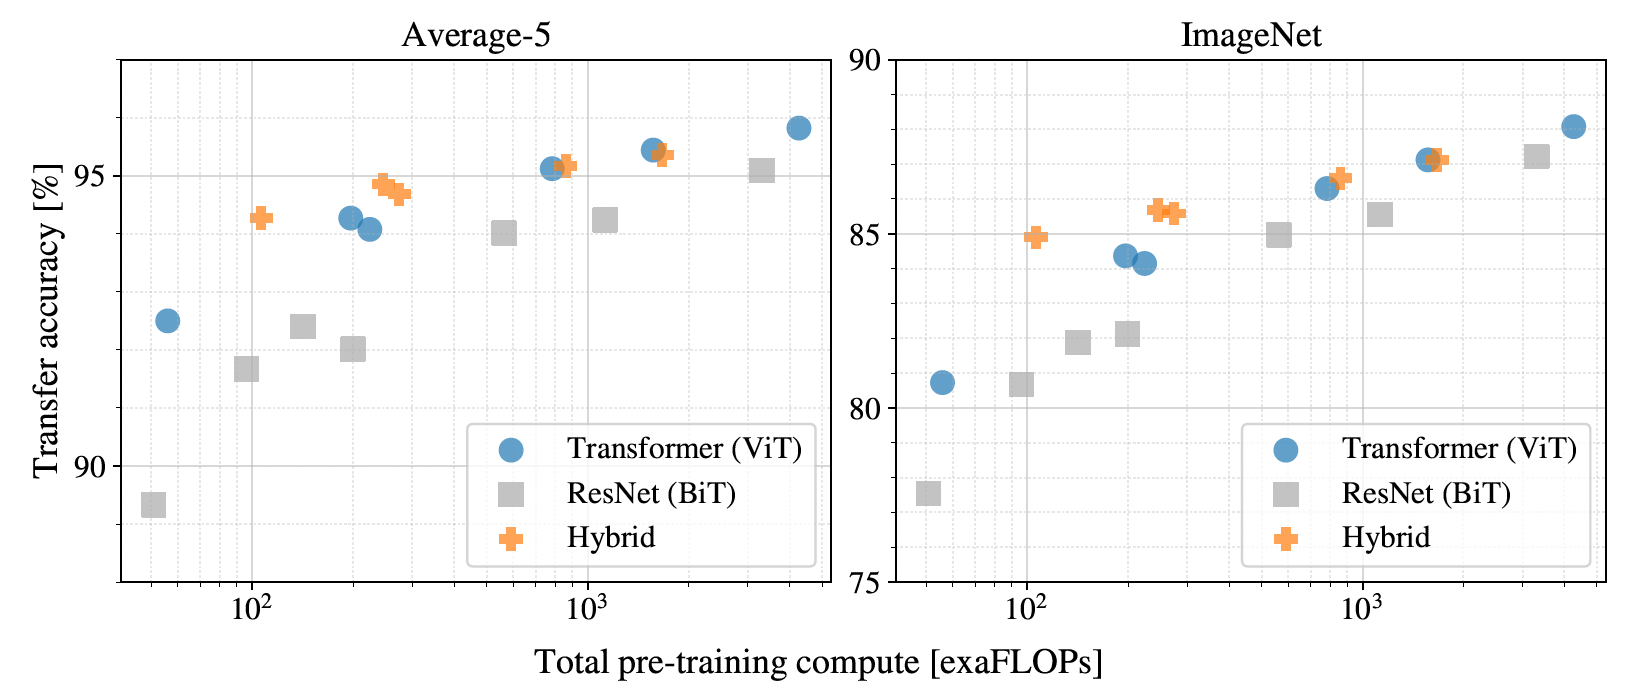 Average-5
ImageNet
Transfer accuracy [%]
95
90
10²
10³
Transformer (ViT)
ResNet (BiT)
Hybrid
90
85
80
75
10²
10³
Transformer (ViT)
ResNet (BiT)
Hybrid
Total pre-training compute [exaFLOPs]